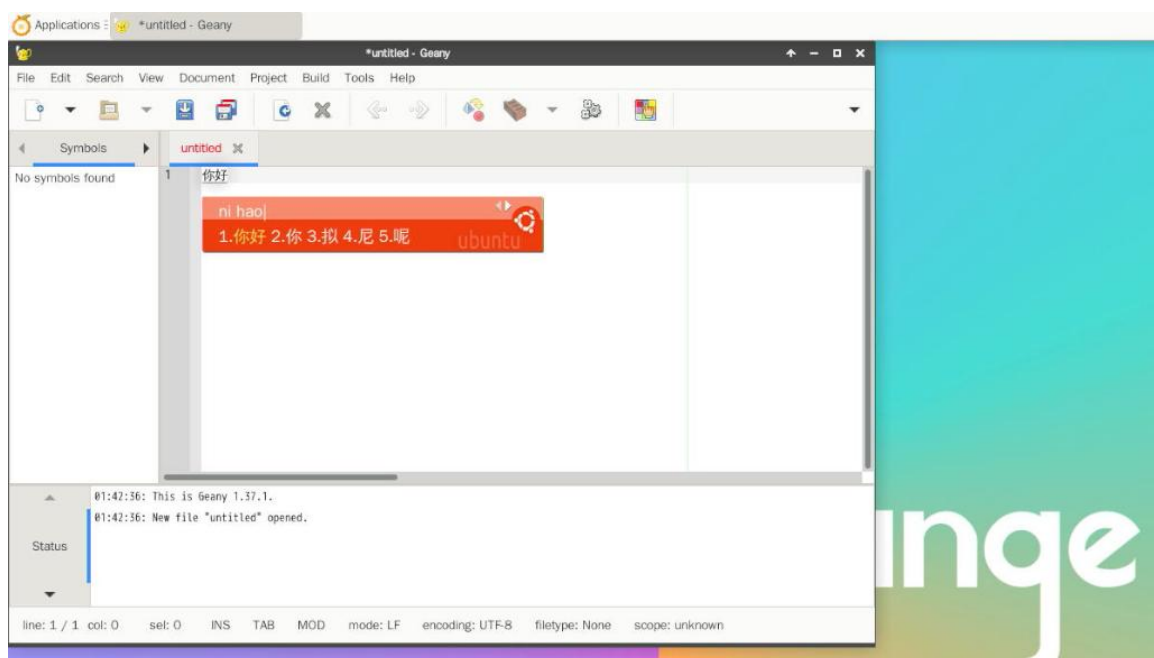 Applications
*untitled - Geany
*untitled - Geany
File Edit Search View Document Project Build Tools Help
Symbols
untitled
No symbols found
1 你好
ni hao
1.你好 2.你 3.拟 4.尼 5.呢
ubuntu
01:42:36: This is Geany 1.37.1.
01:42:36: New file "untitled" opened.
Status
line: 1 / 1 col: 0 sel: 0 INS TAB MOD mode: LF encoding: UTF-8 filetype: None scope: unknown
ange